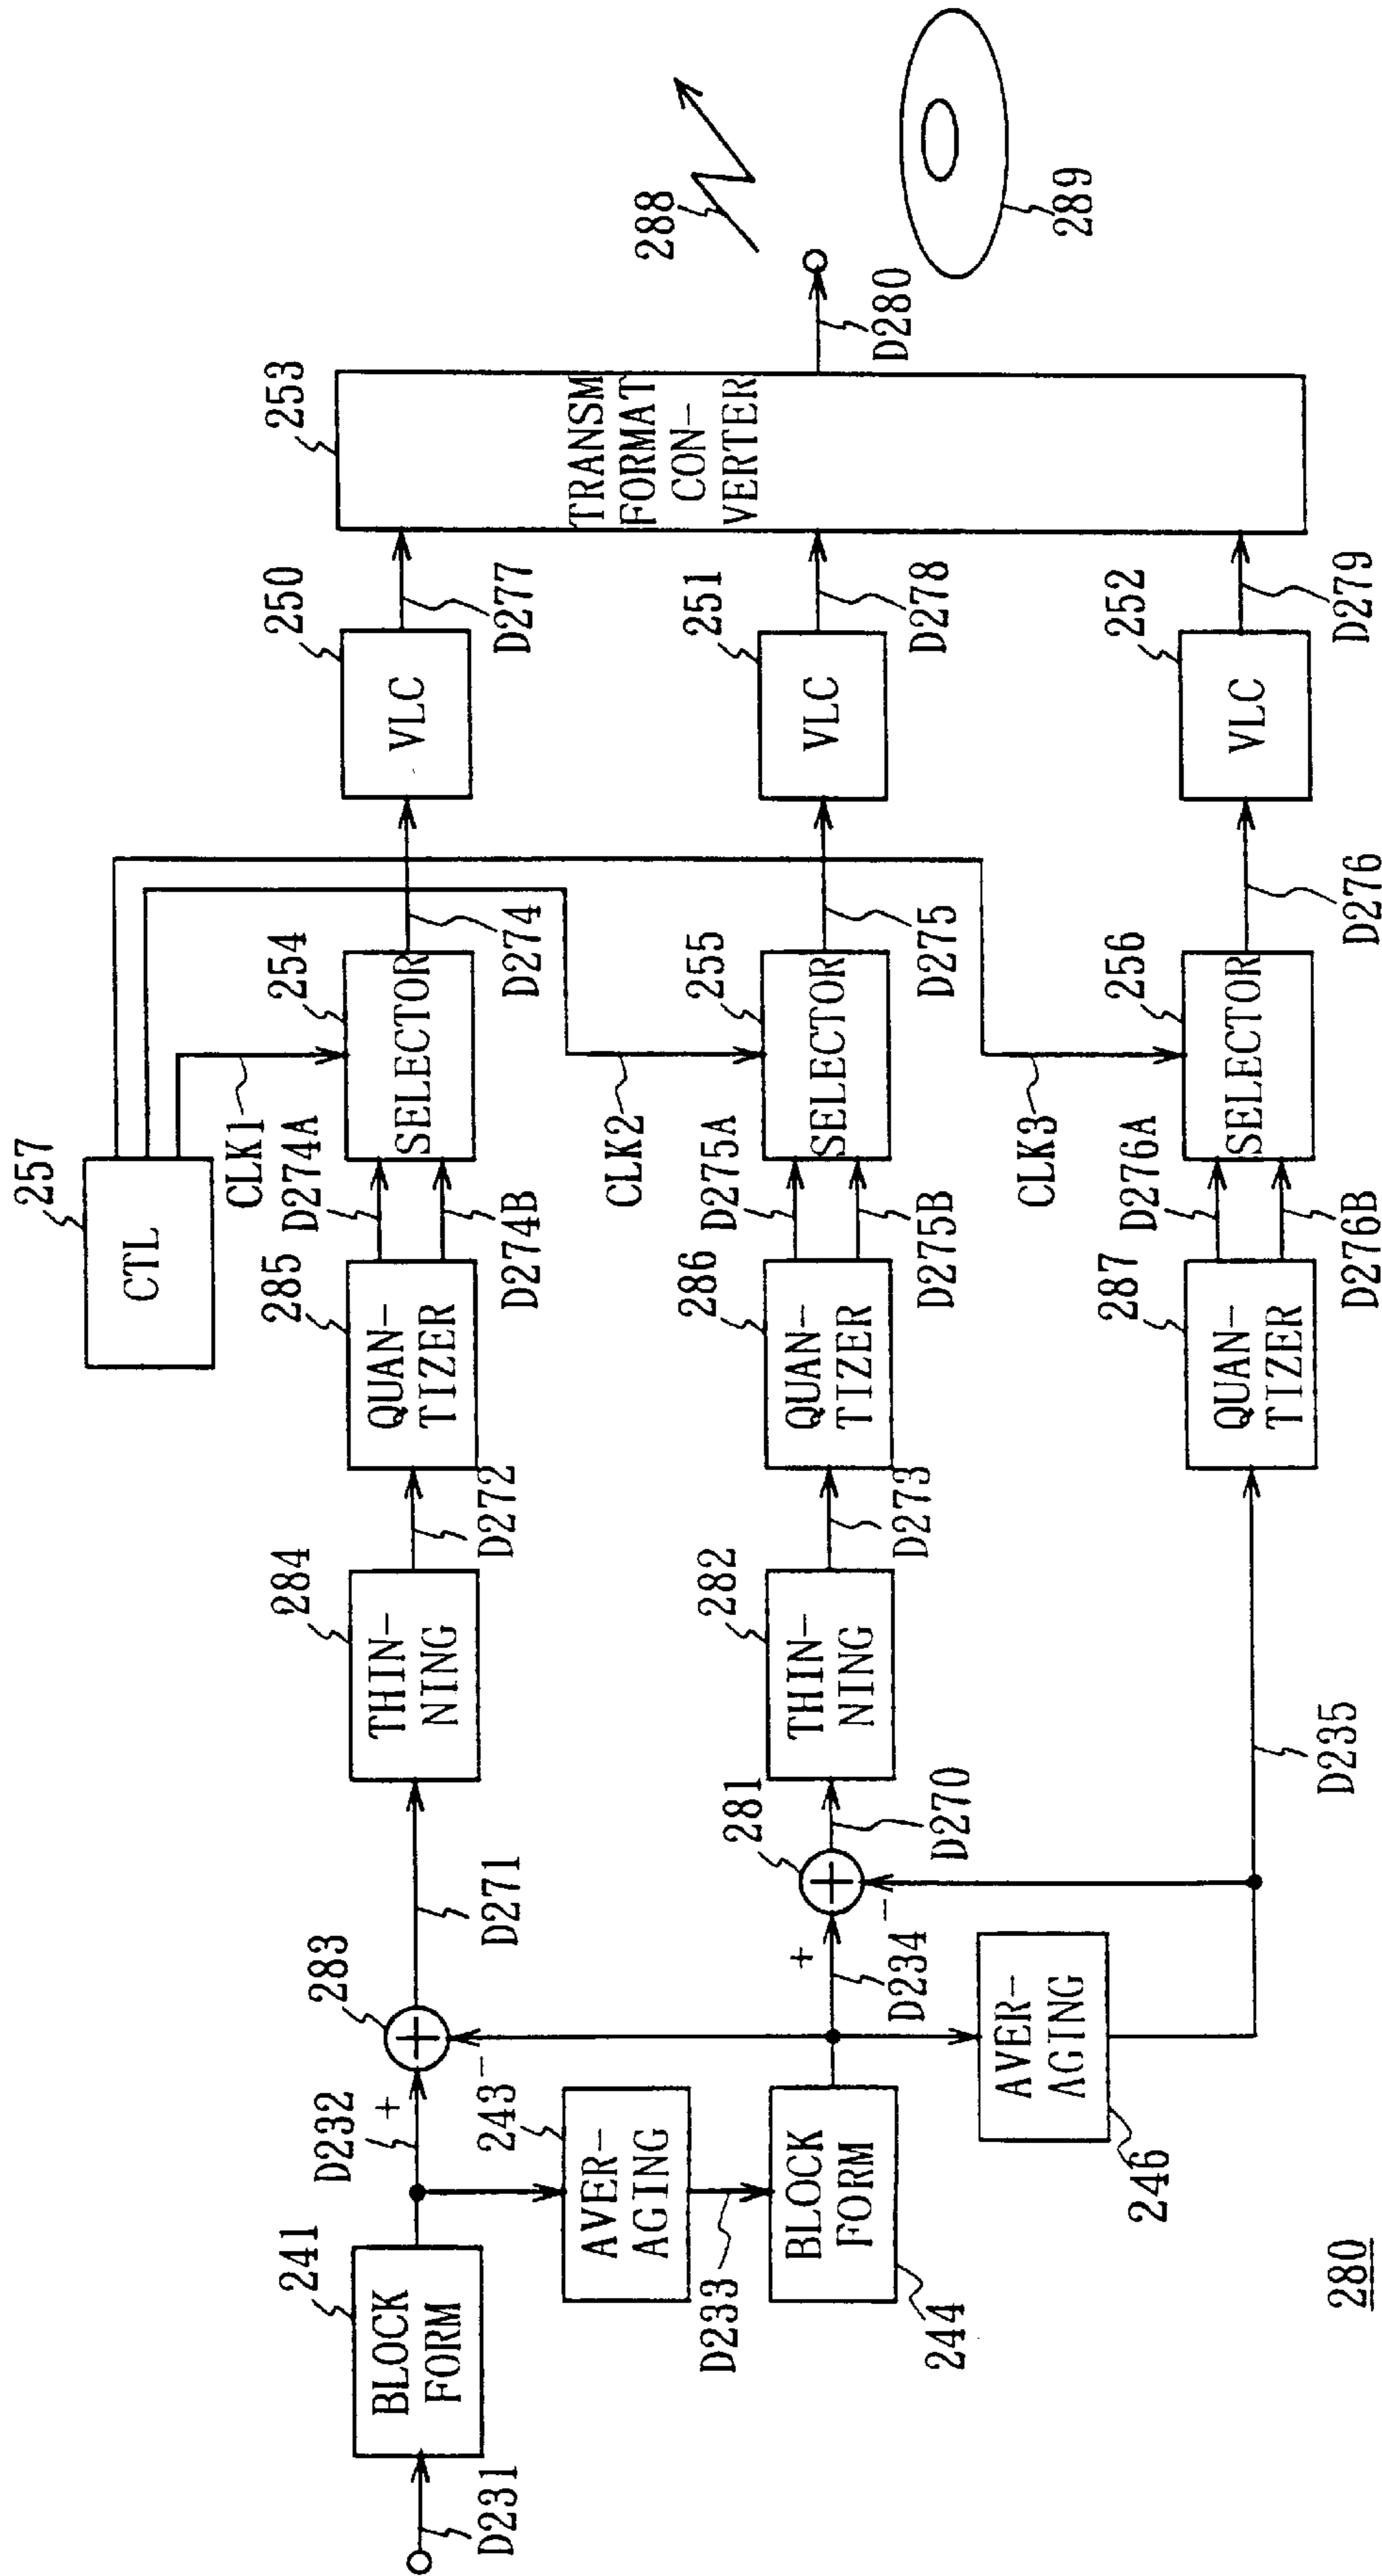 257
CTL
CLK1
253
TRANSM
FORMAT
CON-
VERTER
241
BLOCK
FORM
D231
D232
+
-
283
D271
284
THIN-
NING
D272
285
QUAN-
TIZER
D274A
D274B
254
SELECTOR
D274
250
VLC
D277
243
AVER-
AGING
D233
244
BLOCK
FORM
+
-
D234
281
D270
282
THIN-
NING
D273
286
QUAN-
TIZER
CLK2
D275A
D275B
255
SELECTOR
D275
251
VLC
D278
D280
288
289
246
AVER-
AGING
D235
287
QUAN-
TIZER
CLK3
D276A
D276B
256
SELECTOR
D276
252
VLC
D279
280